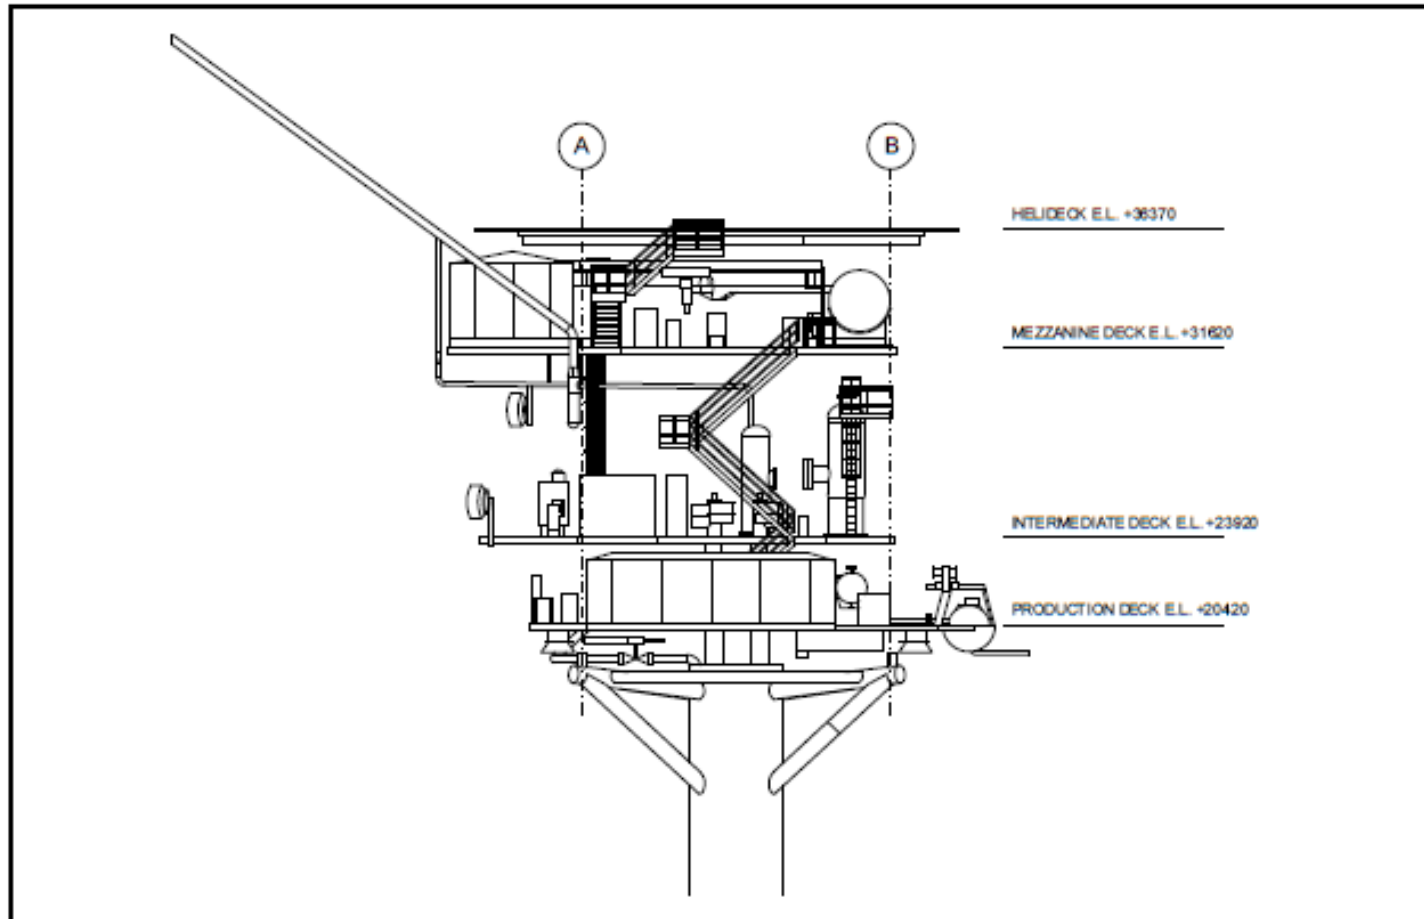 A B
HELIDECK E.L. +36370
MEZZANINE DECK E.L. +31620
INTERMEDIATE DECK E.L. +23920
PRODUCTION DECK E.L. +20420